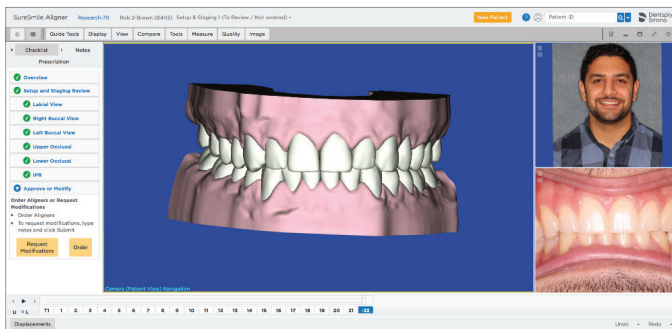 SureSmile Aligner Research-70 Rob 2-Brown (B4HS) Setup & Staging 1 (To Review / Not ordered)
New Patient ? Patient ID Dentsply Sirona
Guide Tools Display View Compare Tools Measure Quality Image
Checklist Notes
Prescription
Overview
Setup and Staging Review
Labial View
Right Buccal View
Left Buccal View
Upper Occlusal
Lower Occlusal
IPR
Approve or Modify
Order Aligners or Request
Modifications
• Order Aligners
• To request modifications, type
notes and click Submit
Request
Modifications
Order
Camera (Patient View) Navigation
U L T1 1 2 3 4 5 6 7 8 9 10 11 12 13 14 15 16 17 18 19 20 21 -22
Displacements Undo Redo